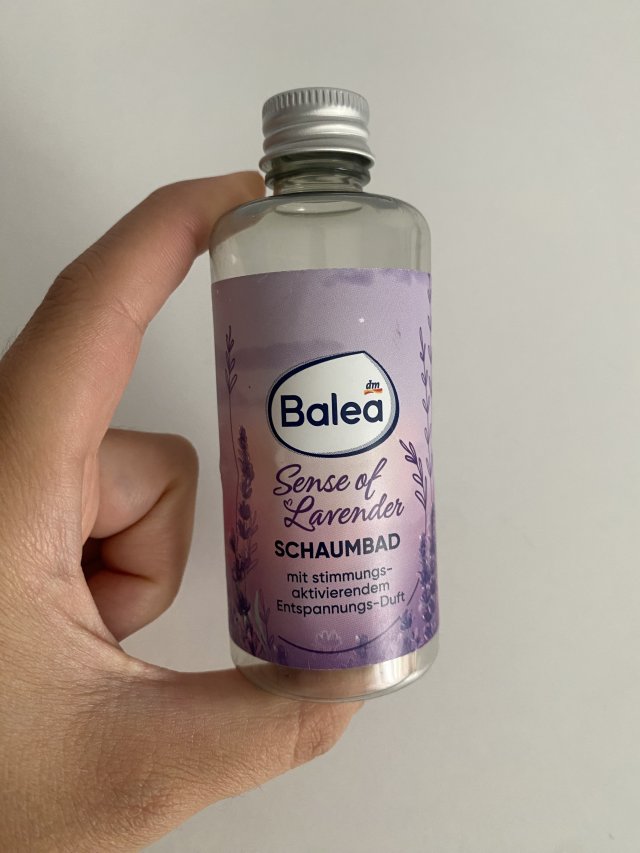 dm
Balea
Sense of
Lavender
SCHAUMBAD
mit stimmungs-
aktivierendem
Entspannungs-Duft